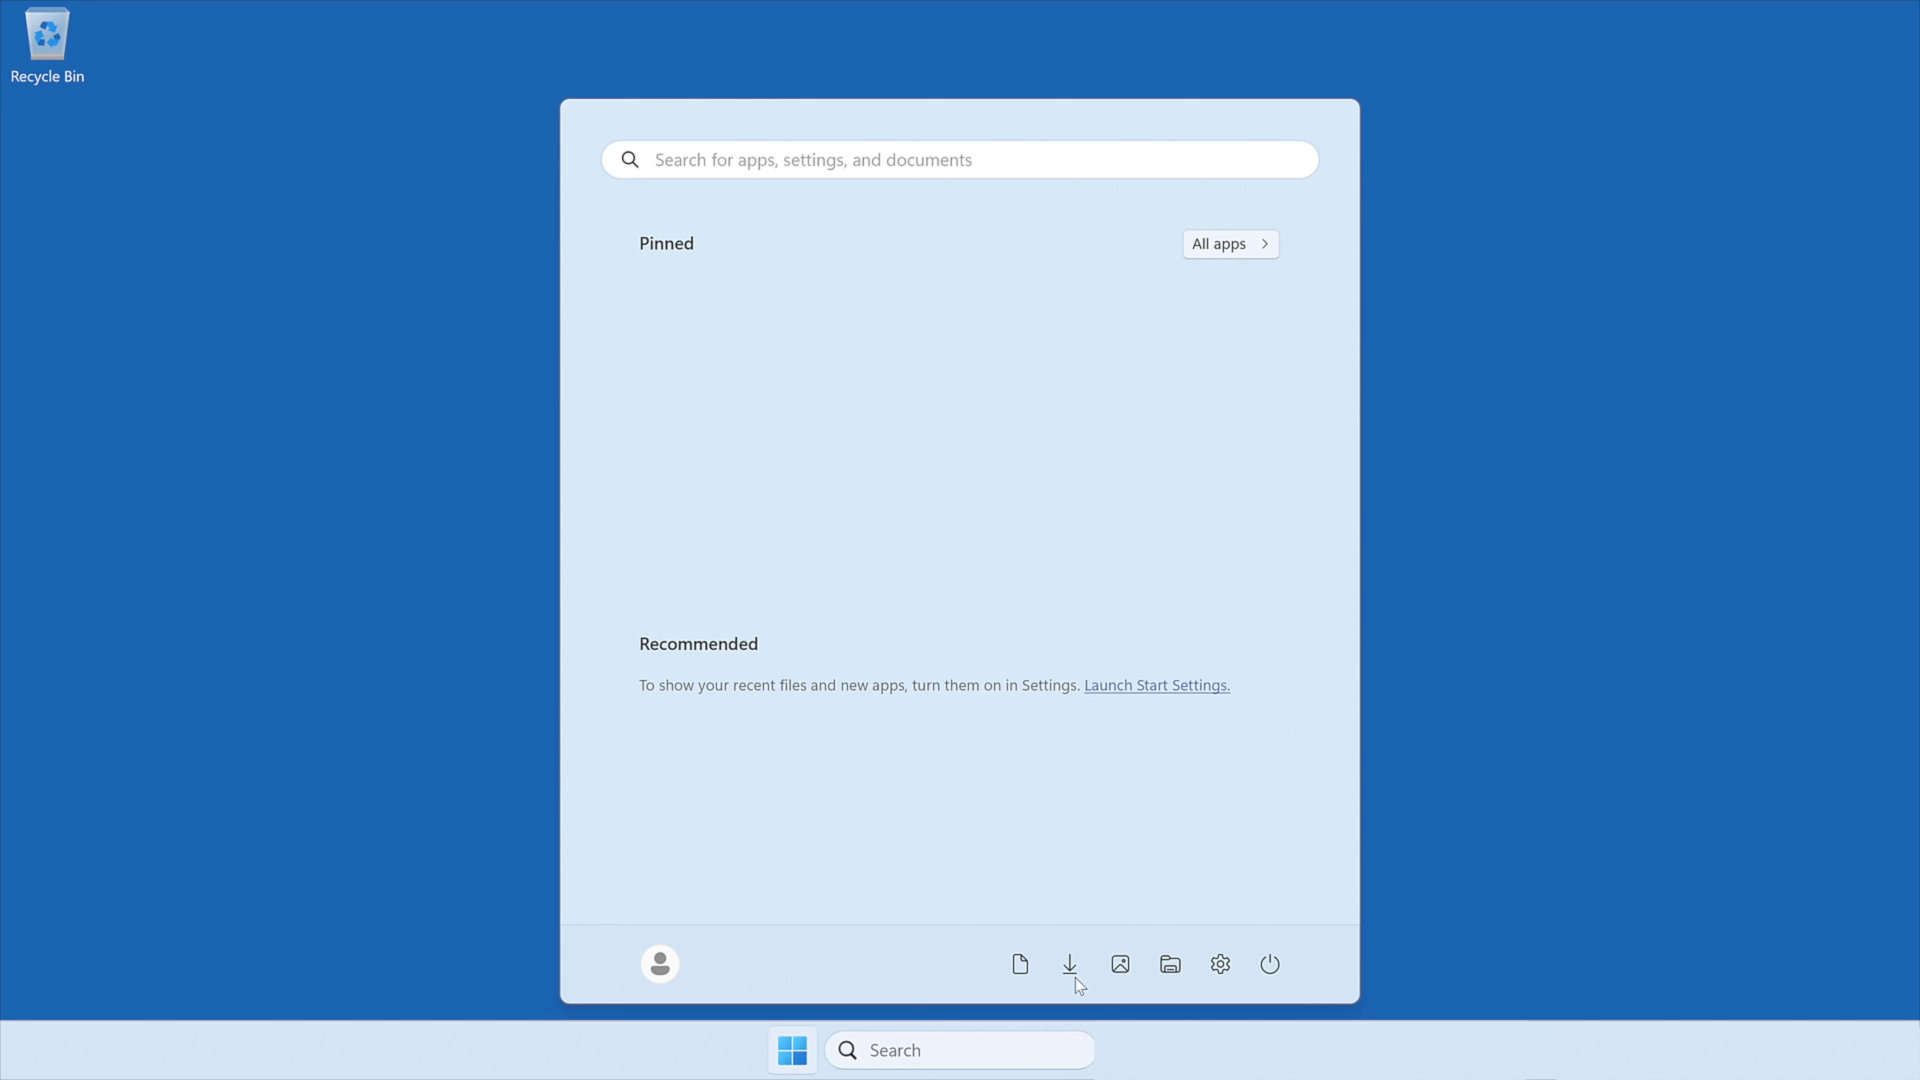 Recycle Bin
Search for apps, settings, and documents
Pinned
All apps
Recommended
To show your recent files and new apps, turn them on in Settings. Launch Start Settings.
Search